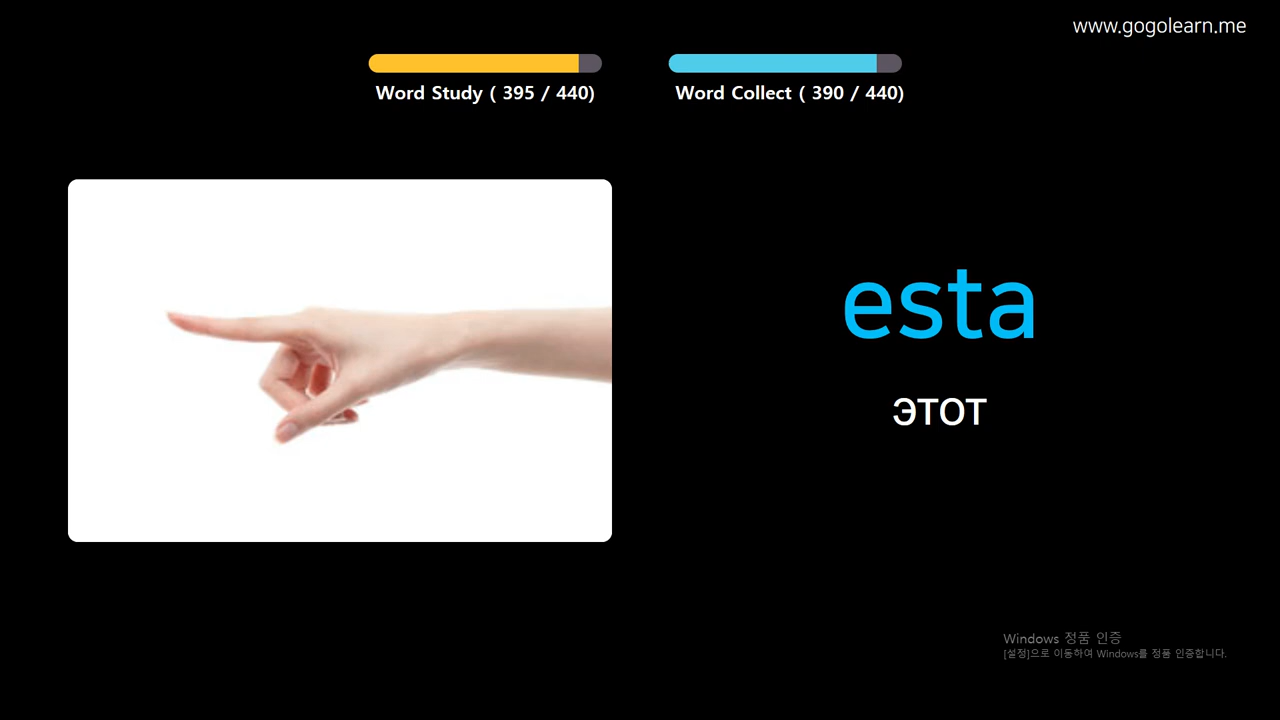 www.gogolearn.me
Word Study ( 395 / 440)
Word Collect ( 390 / 440)
esta
этот
Windows 정품 인증
[설정]으로 이동하여 Windows를 정품 인증합니다.